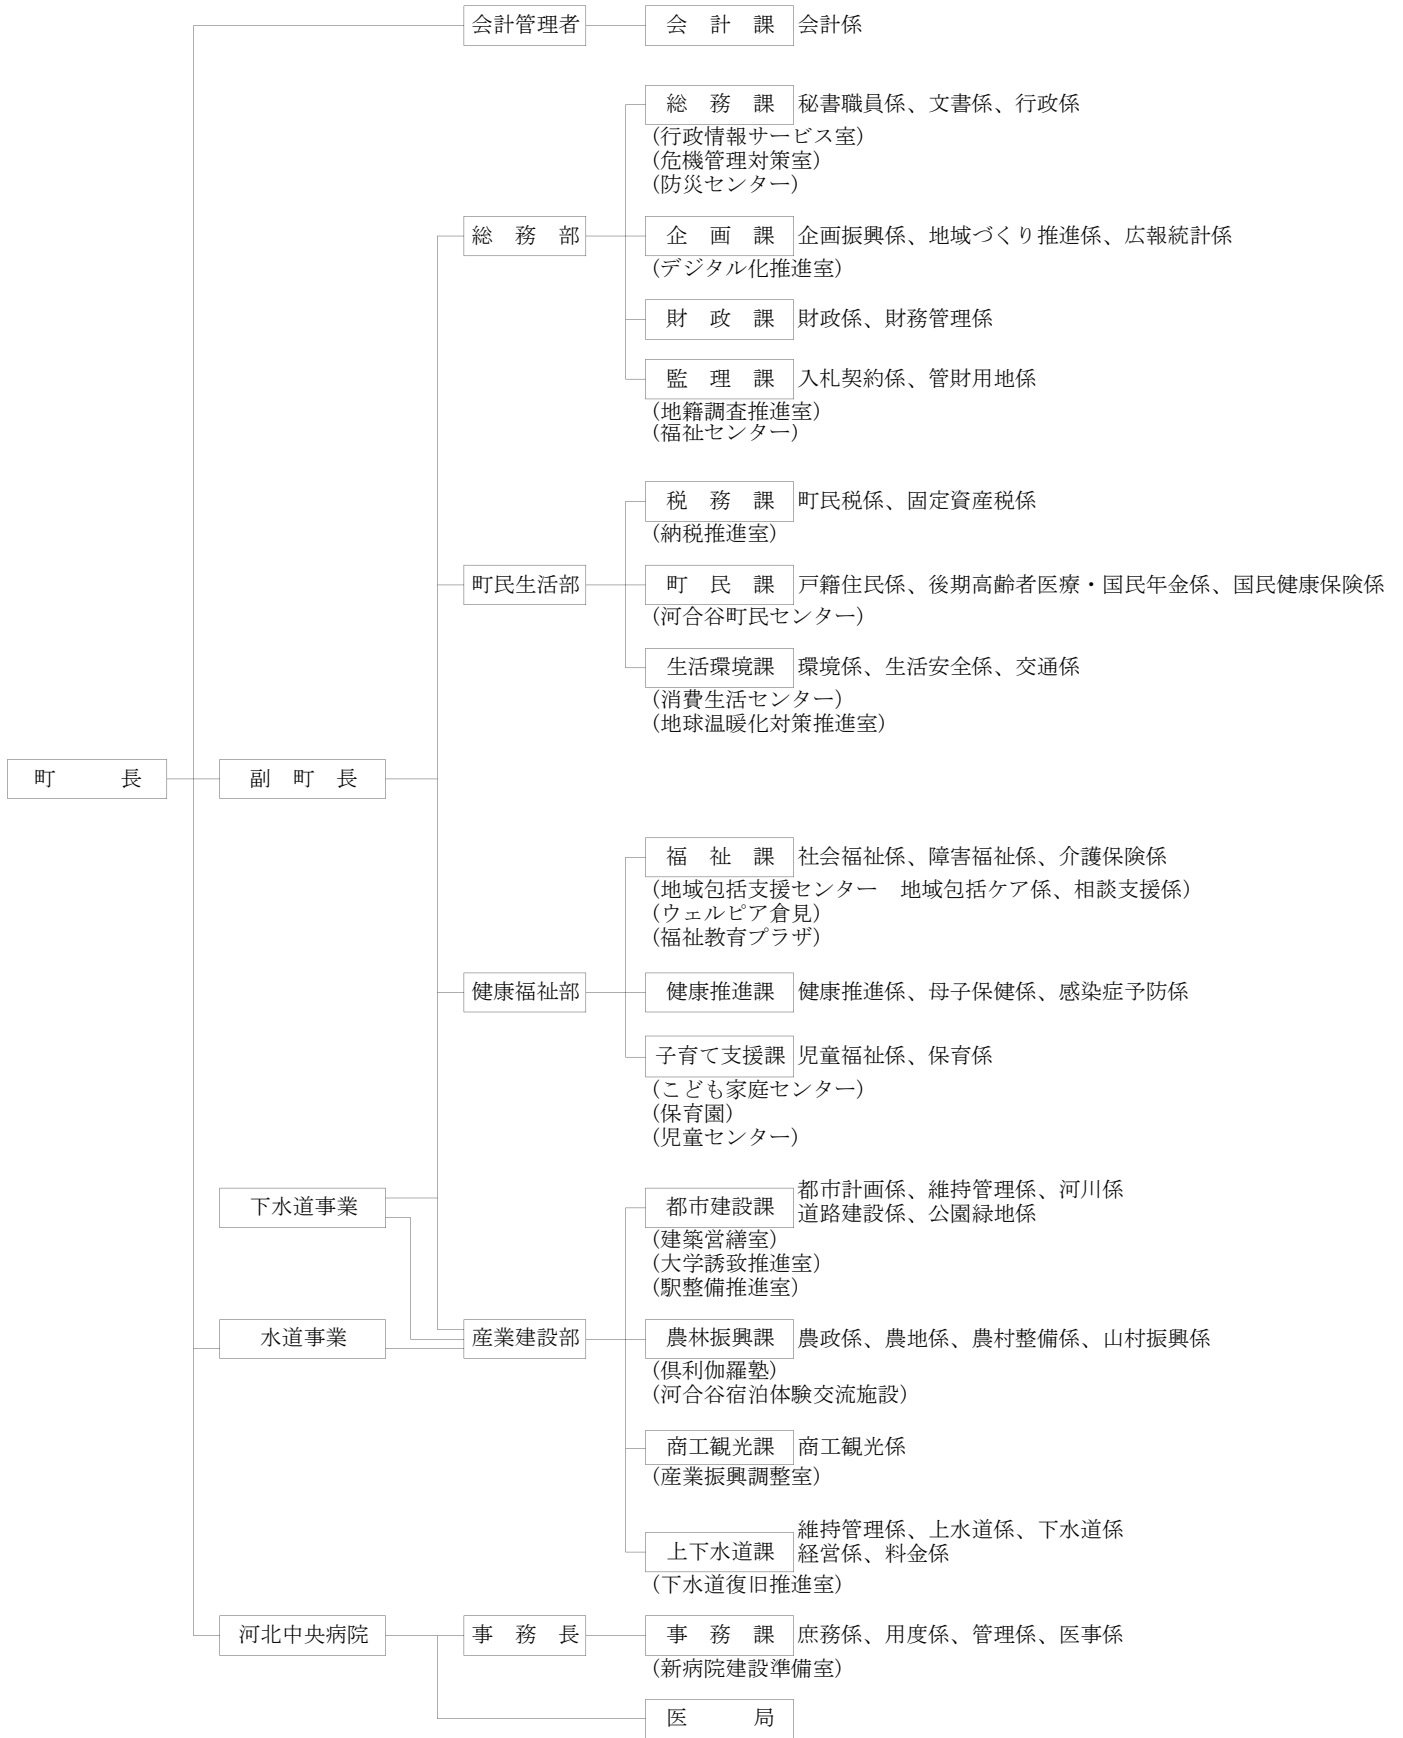 会計管理者 会計課 会計係
総務課 秘書職員係、文書係、行政係
(行政情報サービス室)
(危機管理対策室)
(防災センター)
総務部 企画課 企画振興係、地域づくり推進係、広報統計係
(デジタル化推進室)
財政課 財政係、財務管理係
監理課 入札契約係、管財用地係
(地籍調査推進室)
(福祉センター)
税務課 町民税係、固定資産税係
(納税推進室)
町民生活部 町民課 戸籍住民係、後期高齢者医療・国民年金係、国民健康保険係
(河合谷町民センター)
生活環境課 環境係、生活安全係、交通係
(消費生活センター)
(地球温暖化対策推進室)
町長 副町長
福祉課 社会福祉係、障害福祉係、介護保険係
(地域包括支援センター　地域包括ケア係、相談支援係)
(ウェルピア倉見)
(福祉教育プラザ)
健康福祉部 健康推進課 健康推進係、母子保健係、感染症予防係
子育て支援課 児童福祉係、保育係
(こども家庭センター)
(保育園)
(児童センター)
下水道事業 都市建設課 都市計画係、維持管理係、河川係
道路建設係、公園緑地係
(建築営繕室)
(大学誘致推進室)
(駅整備推進室)
水道事業 産業建設部 農林振興課 農政係、農地係、農村整備係、山村振興係
(倶利伽羅塾)
(河合谷宿泊体験交流施設)
商工観光課 商工観光係
(産業振興調整室)
上下水道課 維持管理係、上水道係、下水道係
経営係、料金係
(下水道復旧推進室)
河北中央病院 事務長 事務課 庶務係、用度係、管理係、医事係
(新病院建設準備室)
医局